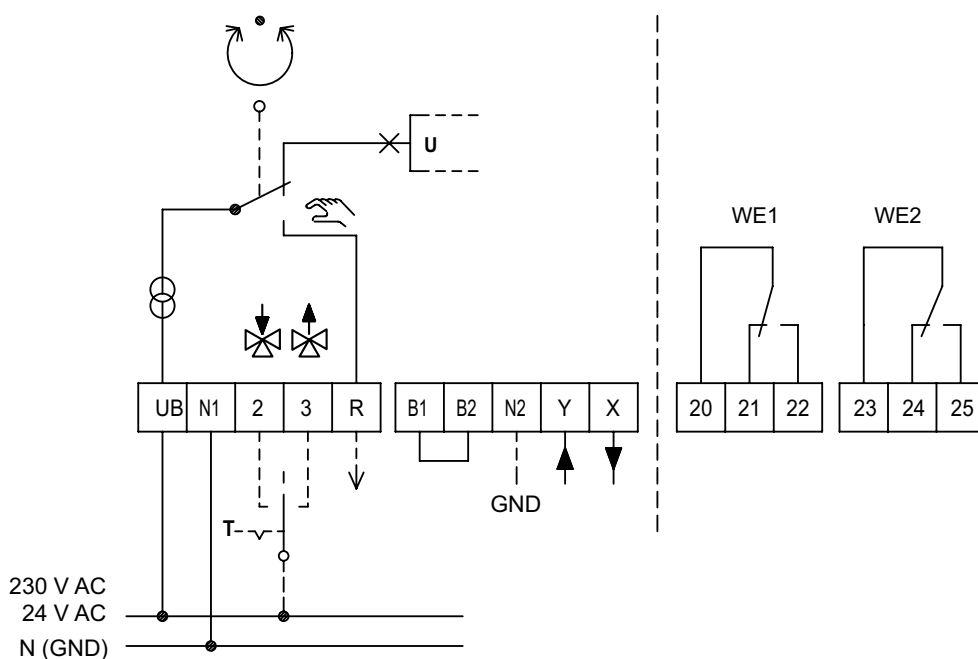 U
WE1 WE2
UB N1 2 3 R B1 B2 N2 Y X 20 21 22 23 24 25
GND
T
230 V AC
24 V AC
N (GND)